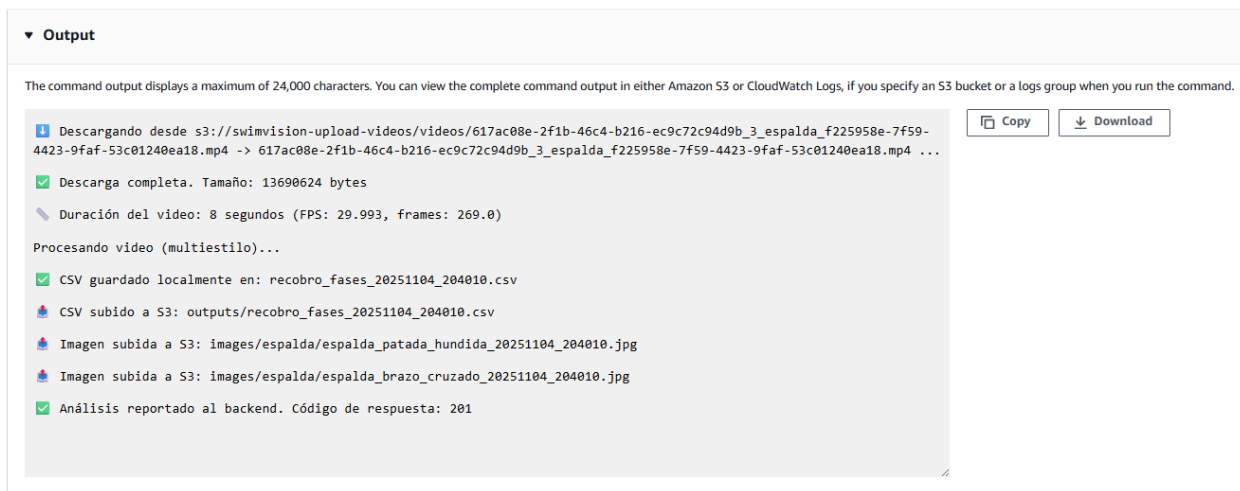 ▼ Output
The command output displays a maximum of 24,000 characters. You can view the complete command output in either Amazon S3 or CloudWatch Logs, if you specify an S3 bucket or a logs group when you run the command.
⬇️ Descargando desde s3://swimvision-upload-videos/videos/617ac08e-2f1b-46c4-b216-ec9c72c94d9b_3_espalda_f225958e-7f59-
4423-9faf-53c01240ea18.mp4 -> 617ac08e-2f1b-46c4-b216-ec9c72c94d9b_3_espalda_f225958e-7f59-4423-9faf-53c01240ea18.mp4 ...
✅ Descarga completa. Tamaño: 13690624 bytes
📏 Duración del video: 8 segundos (FPS: 29.993, frames: 269.0)
Procesando video (multiestilo)...
✅ CSV guardado localmente en: recobro_fases_20251104_204010.csv
📤 CSV subido a S3: outputs/recobro_fases_20251104_204010.csv
📤 Imagen subida a S3: images/espalda/espalda_patada_hundida_20251104_204010.jpg
📤 Imagen subida a S3: images/espalda/espalda_brazo_cruzado_20251104_204010.jpg
✅ Análisis reportado al backend. Código de respuesta: 201
Copy
Download